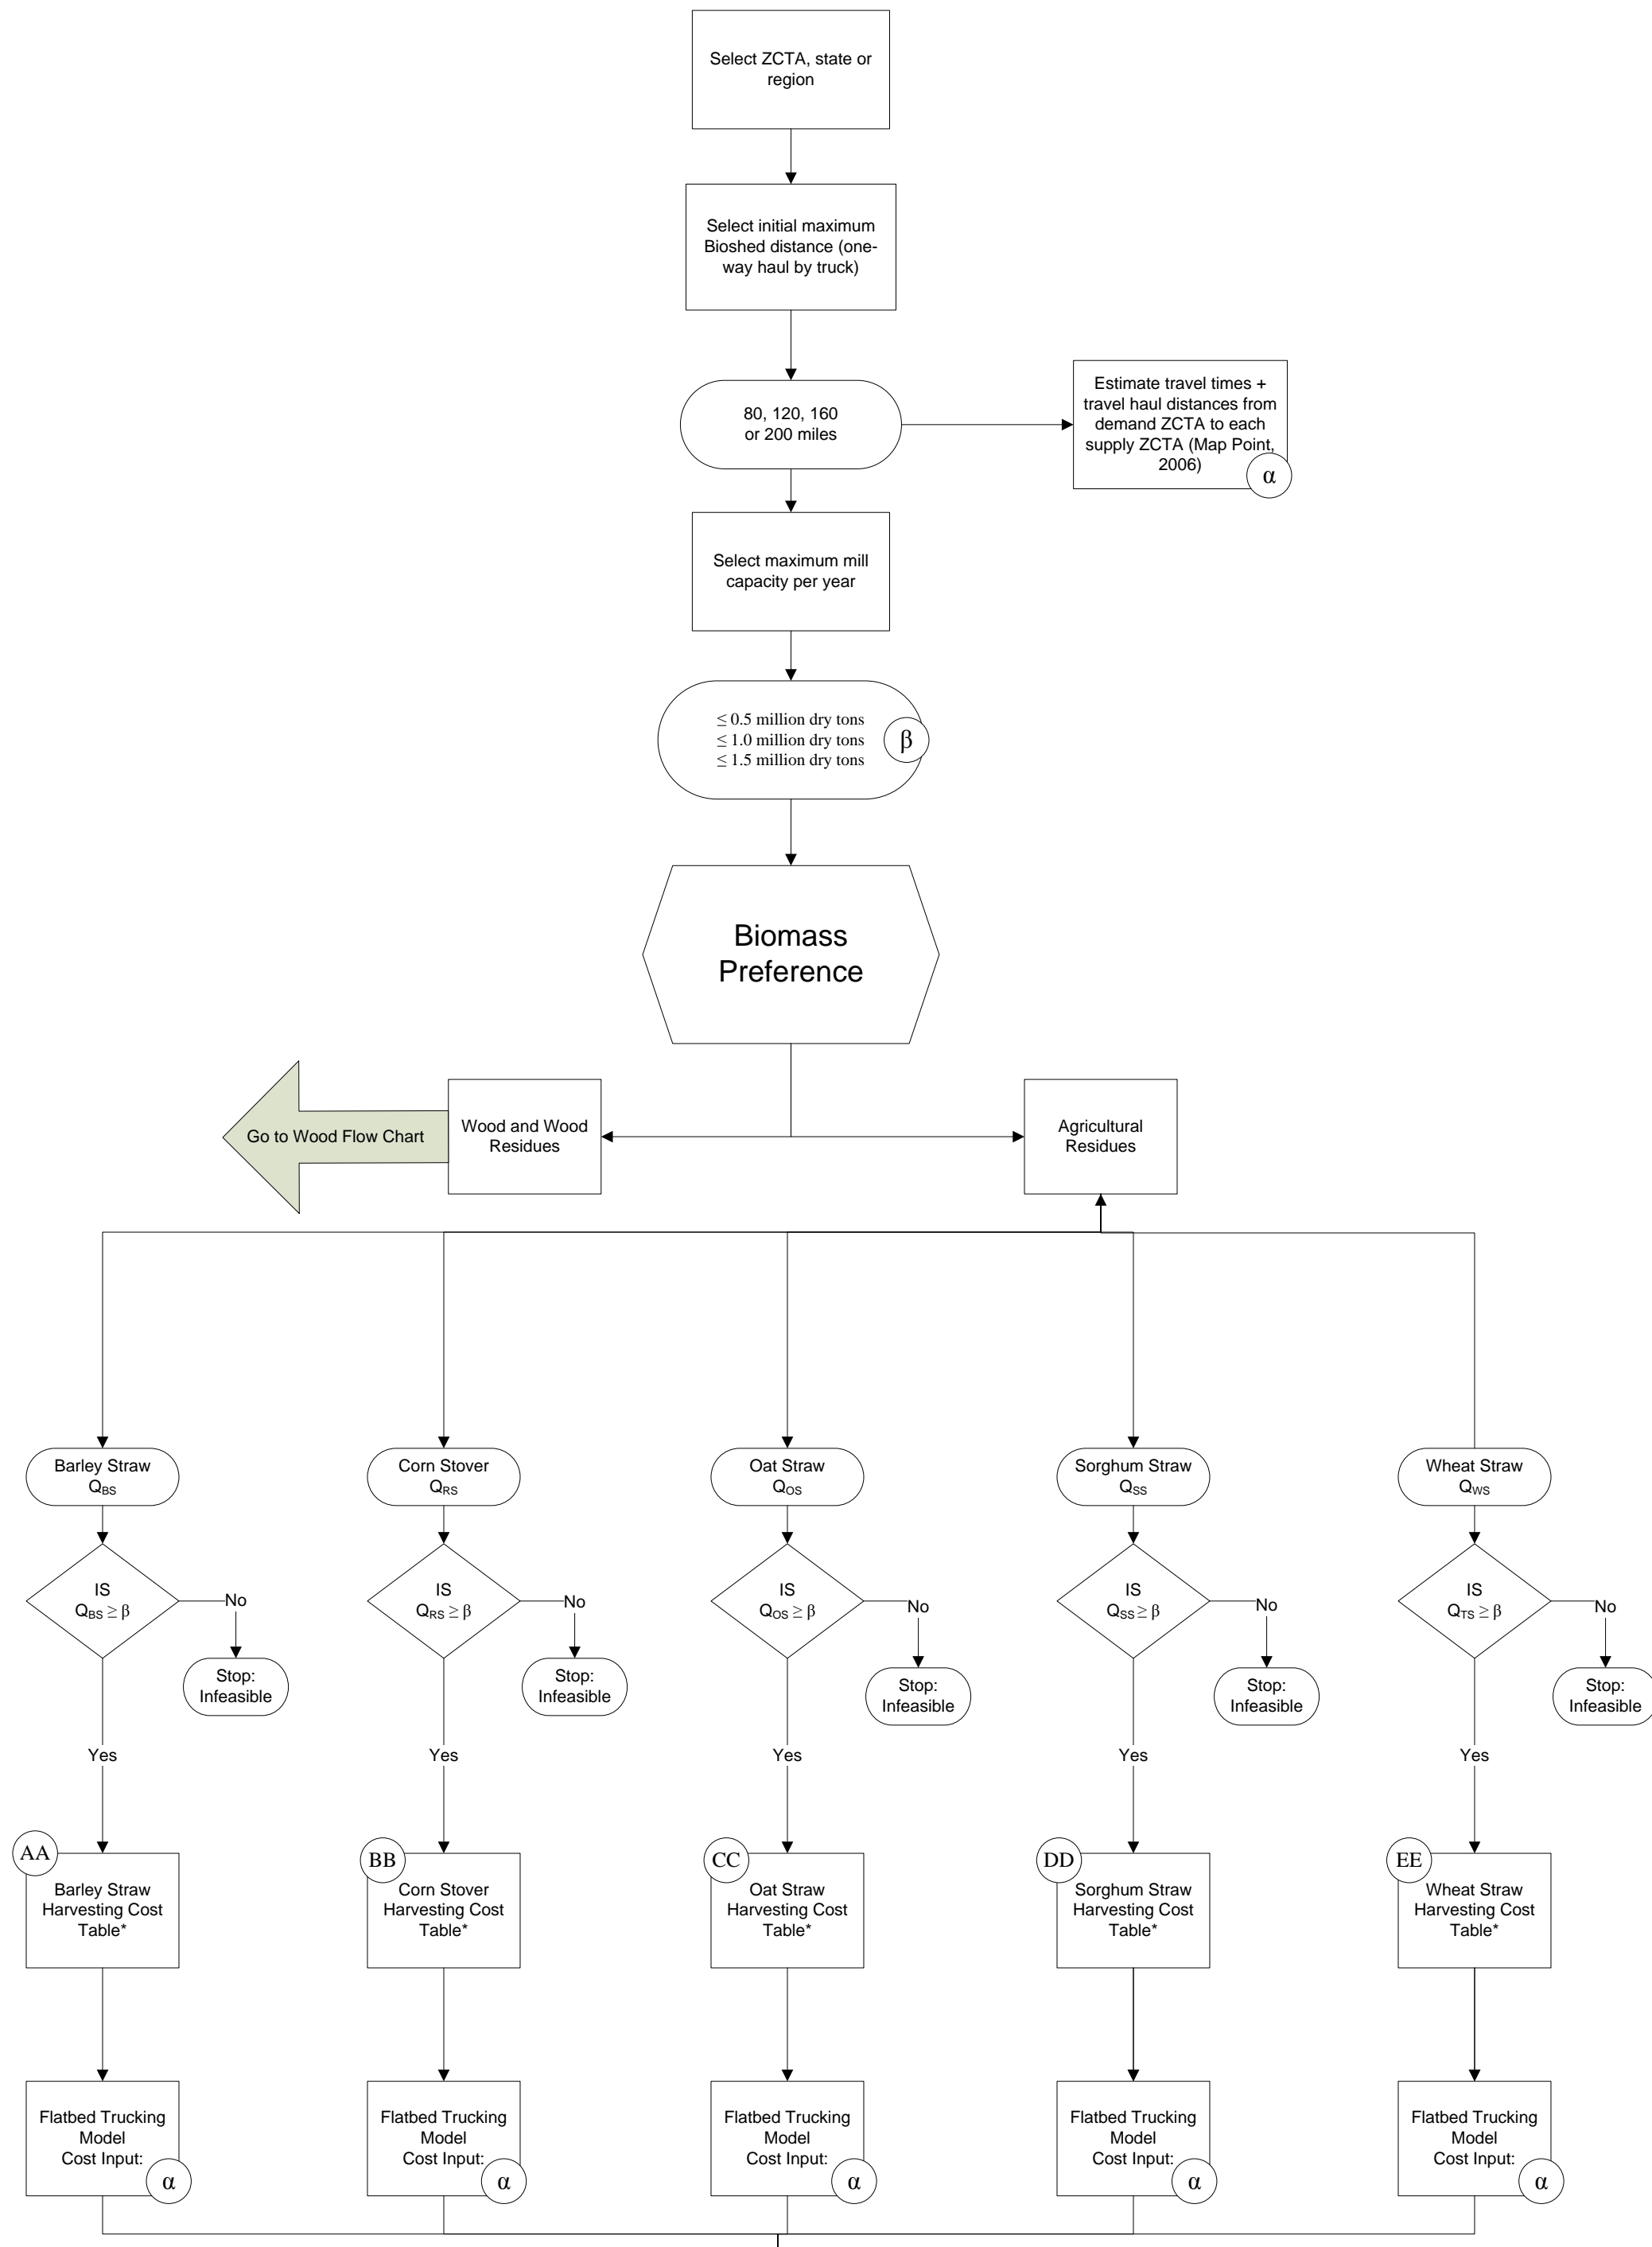 Select ZCTA, state or
region
Select initial maximum
Bioshed distance (one-
way haul by truck)
80, 120, 160
or 200 miles
Estimate travel times +
travel haul distances from
demand ZCTA to each
supply ZCTA (Map Point,
2006)
α
Select maximum mill
capacity per year
≤ 0.5 million dry tons
≤ 1.0 million dry tons
≤ 1.5 million dry tons
β
Biomass
Preference
Go to Wood Flow Chart
Wood and Wood
Residues
Agricultural
Residues
Barley Straw
QBS
IS
QBS ≥ β
No
Stop:
Infeasible
Yes
AA
Barley Straw
Harvesting Cost
Table*
Flatbed Trucking
Model
Cost Input:
α
Corn Stover
QRS
IS
QRS ≥ β
No
Stop:
Infeasible
Yes
BB
Corn Stover
Harvesting Cost
Table*
Flatbed Trucking
Model
Cost Input:
α
Oat Straw
QOS
IS
QOS ≥ β
No
Stop:
Infeasible
Yes
CC
Oat Straw
Harvesting Cost
Table*
Flatbed Trucking
Model
Cost Input:
α
Sorghum Straw
QSS
IS
QSS ≥ β
No
Stop:
Infeasible
Yes
DD
Sorghum Straw
Harvesting Cost
Table*
Flatbed Trucking
Model
Cost Input:
α
Wheat Straw
QWS
IS
QTS ≥ β
No
Stop:
Infeasible
Yes
EE
Wheat Straw
Harvesting Cost
Table*
Flatbed Trucking
Model
Cost Input:
α